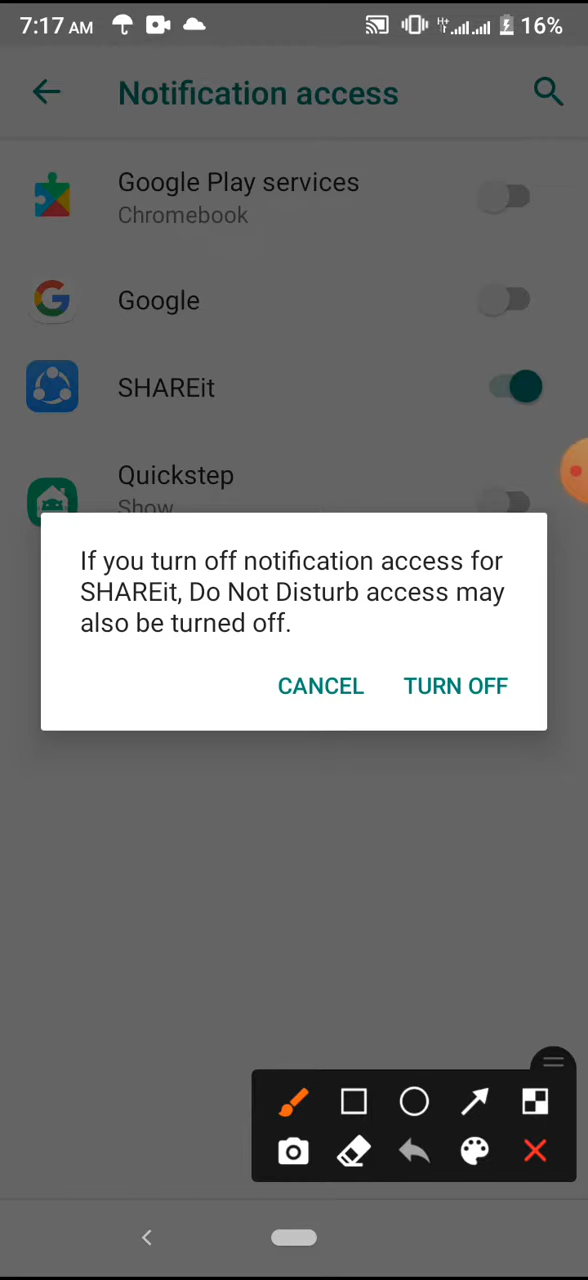 7:17 AM 16%
Notification access
Google Play services
Chromebook
Google
SHAREit
Quickstep
Show
If you turn off notification access for
SHAREit, Do Not Disturb access may
also be turned off.
CANCEL TURN OFF